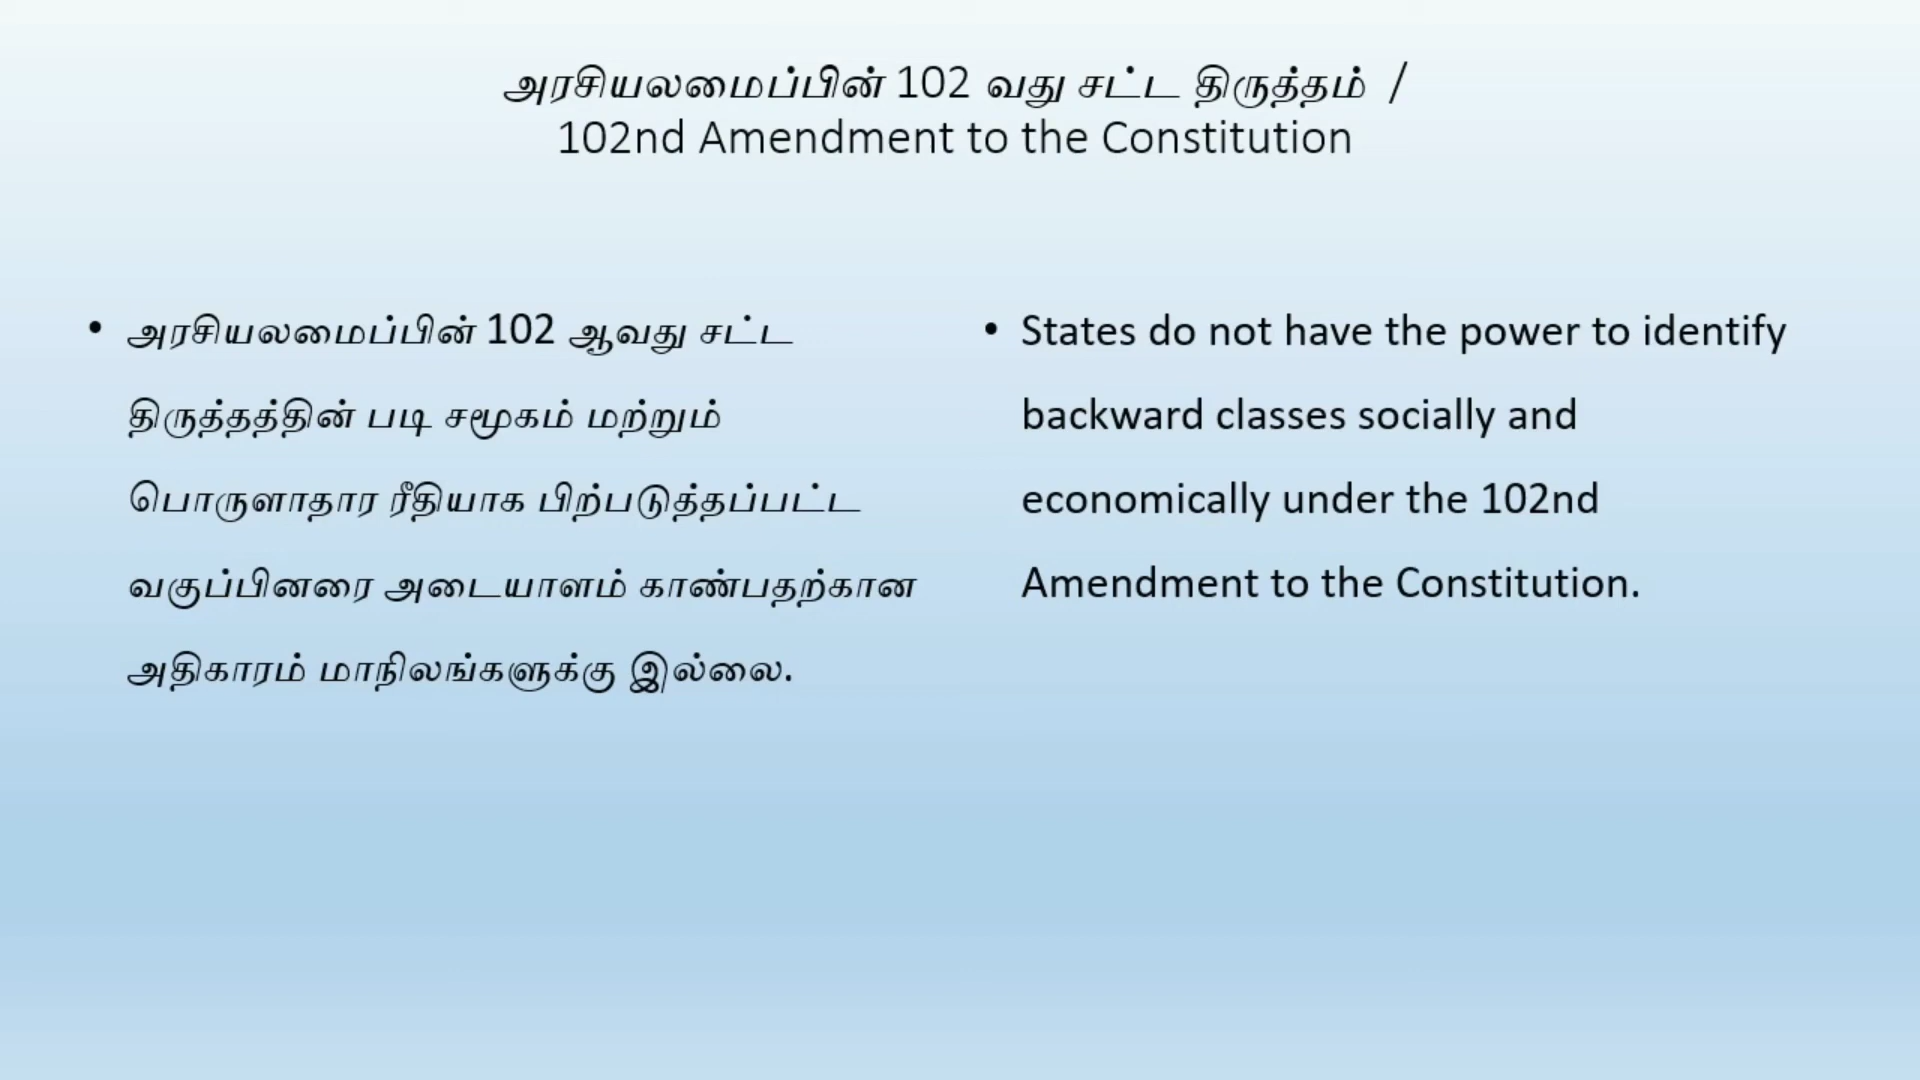 அரசியலமைப்பின் 102 வது சட்ட திருத்தம் /
102nd Amendment to the Constitution
• அரசியலமைப்பின் 102 ஆவது சட்ட
திருத்தத்தின் படி சமூகம் மற்றும்
பொருளாதார ரீதியாக பிற்படுத்தப்பட்ட
வகுப்பினரை அடையாளம் காண்பதற்கான
அதிகாரம் மாநிலங்களுக்கு இல்லை.
• States do not have the power to identify
backward classes socially and
economically under the 102nd
Amendment to the Constitution.